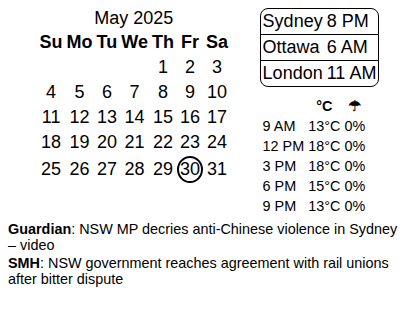 May 2025
Su Mo Tu We Th Fr Sa
1 2 3
4 5 6 7 8 9 10
11 12 13 14 15 16 17
18 19 20 21 22 23 24
25 26 27 28 29 30 31
Sydney 8 PM
Ottawa 6 AM
London 11 AM
°C ☂
9 AM 13°C 0%
12 PM 18°C 0%
3 PM 18°C 0%
6 PM 15°C 0%
9 PM 13°C 0%
Guardian: NSW MP decries anti-Chinese violence in Sydney
– video
SMH: NSW government reaches agreement with rail unions
after bitter dispute